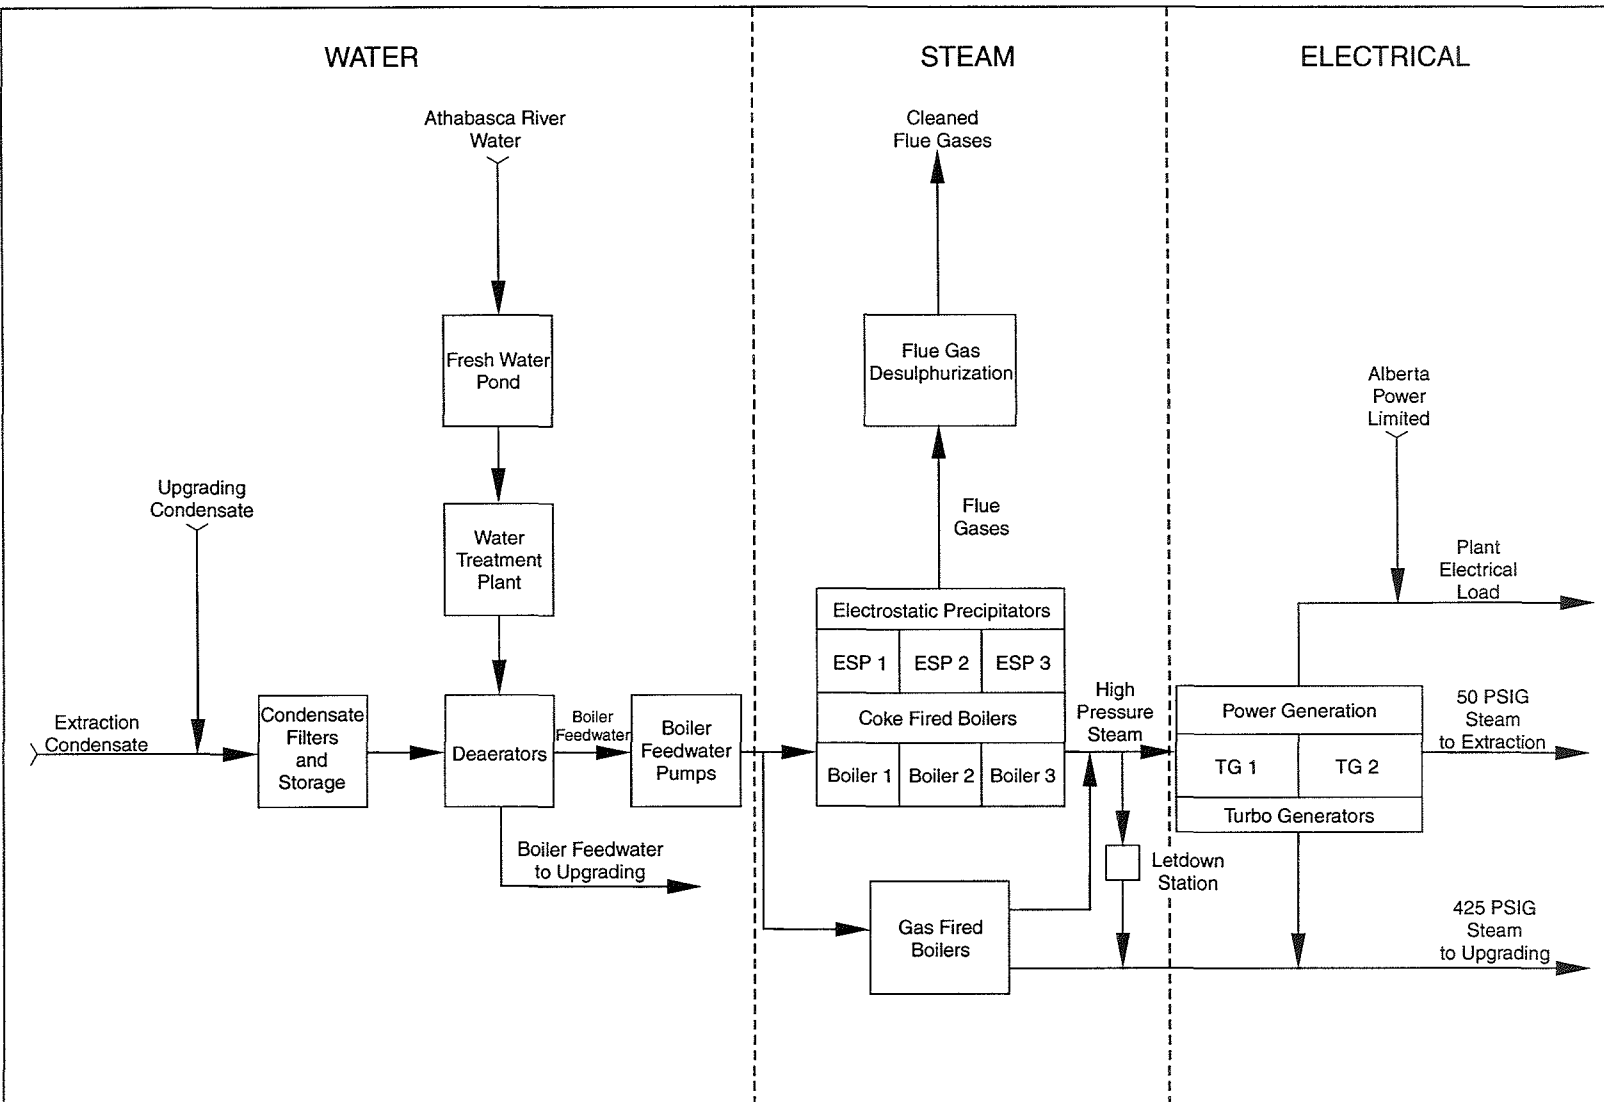 WATER
STEAM
ELECTRICAL
Athabasca River
Water
Cleaned
Flue Gases
Fresh Water
Pond
Flue Gas
Desulphurization
Alberta
Power
Limited
Upgrading
Condensate
Water
Treatment
Plant
Flue
Gases
Plant
Electrical
Load
Electrostatic Precipitators
ESP 1
ESP 2
ESP 3
Extraction
Condensate
Condensate
Filters
and
Storage
Deaerators
Boiler
Feedwater
Boiler
Feedwater
Pumps
Coke Fired Boilers
Boiler 1
Boiler 2
Boiler 3
High
Pressure
Steam
Power Generation
TG 1
TG 2
Turbo Generators
50 PSIG
Steam
to Extraction
Boiler Feedwater
to Upgrading
Letdown
Station
Gas Fired
Boilers
425 PSIG
Steam
to Upgrading